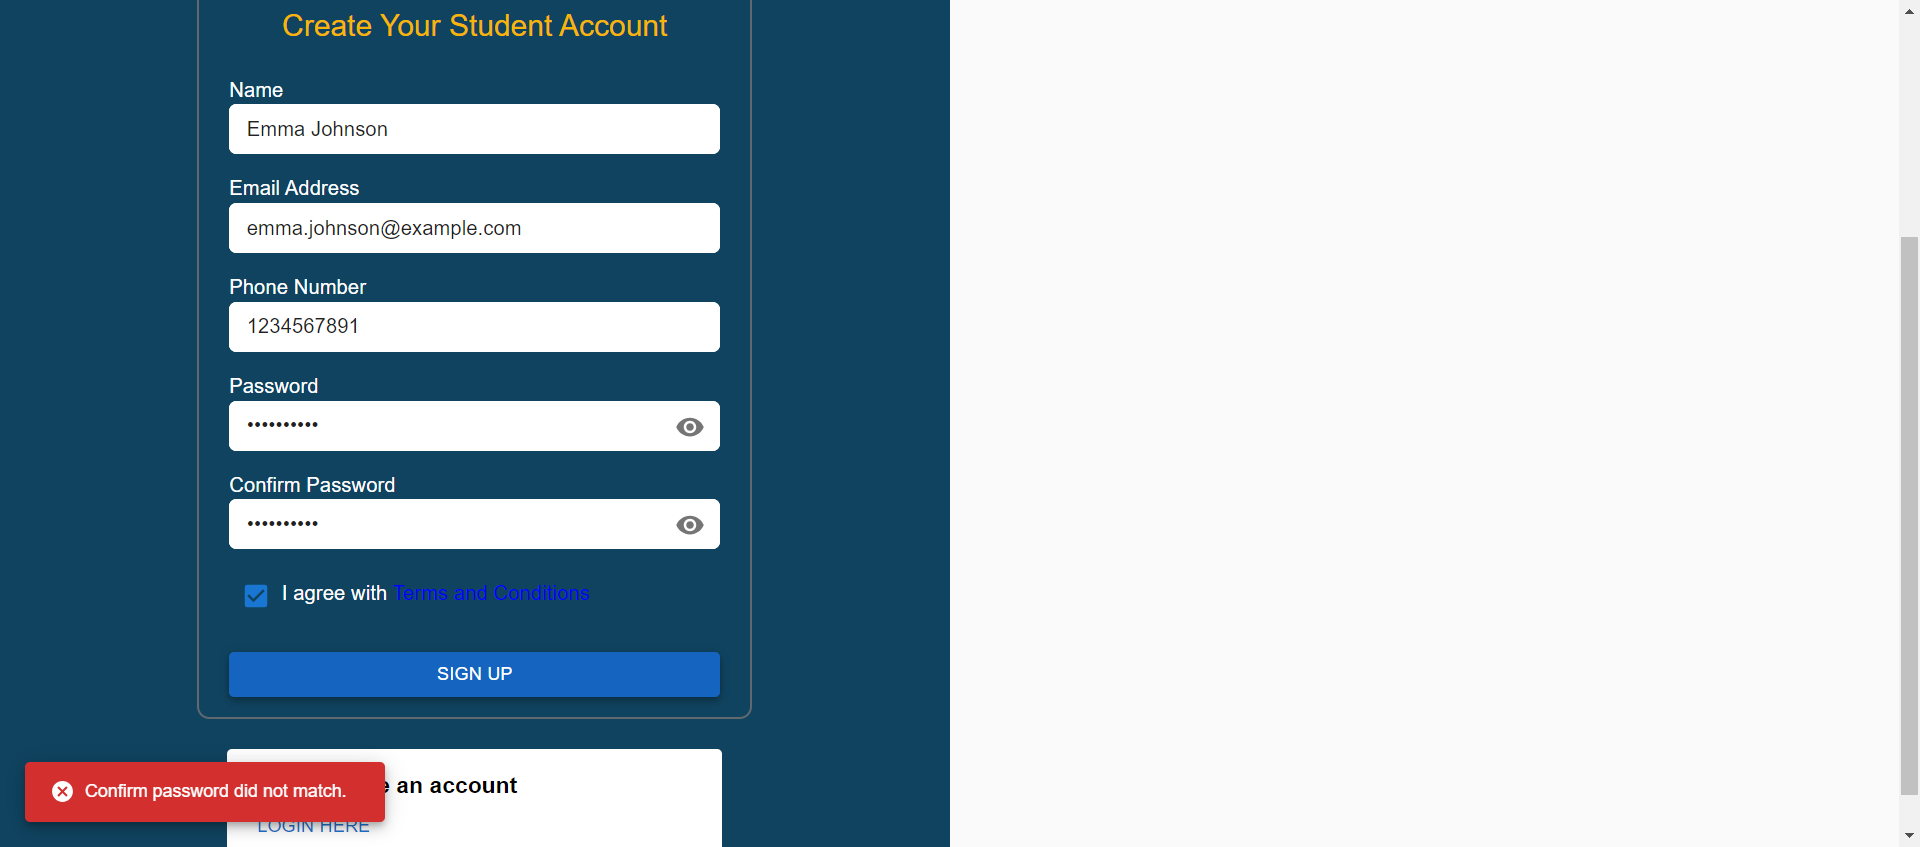 Create Your Student Account
Name
Emma Johnson
Email Address
emma.johnson@example.com
Phone Number
1234567891
Password
••••••••••
Confirm Password
••••••••••
I agree with Terms and Conditions
SIGN UP
an account
Confirm password did not match.
LOGIN HERE